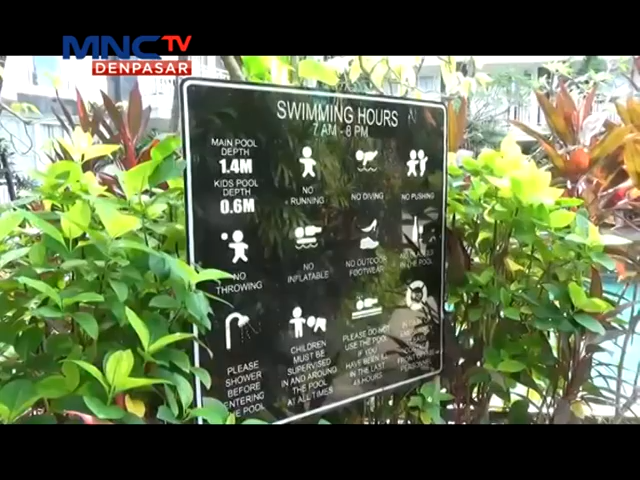 MNCTV
DENPASAR
SWIMMING HOURS
7 AM - 8 PM
MAIN POOL
DEPTH
1.4M
KIDS POOL
DEPTH
0.6M
NO
RUNNING
NO DIVING
NO PUSHING
NO
THROWING
NO
INFLATABLE
NO OUTDOOR
FOOTWEAR
IN THE POOL
PLEASE
SHOWER
BEFORE
ENTERING
THE POOL
CHILDREN
MUST BE
SUPERVISED
IN AND AROUND
THE POOL
AT ALL TIMES
PLEASE DO NOT
USE THE POOL
IF YOU
HAVE BEEN ILL
IN THE LAST
48 HOURS